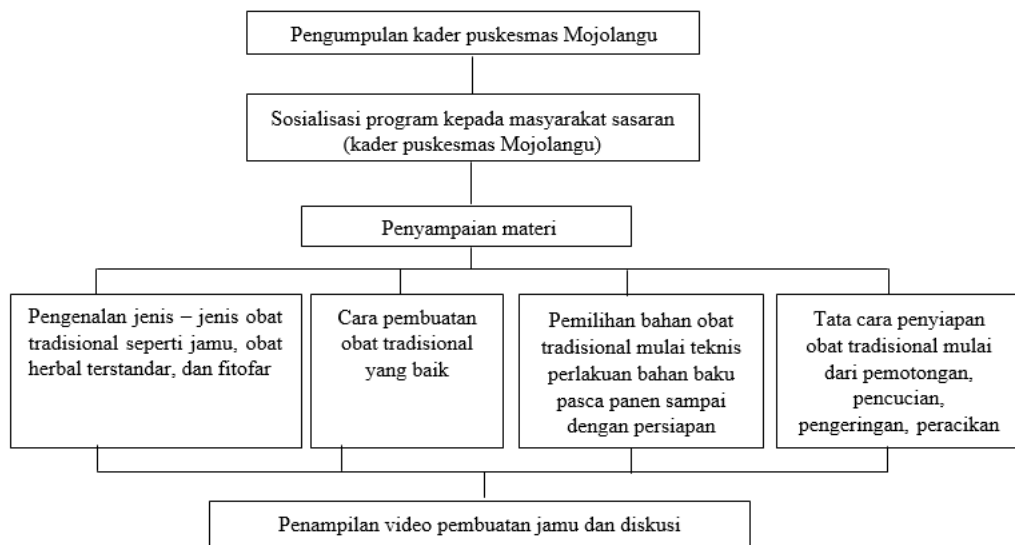 Pengumpulan kader puskesmas Mojolangu
Sosialisasi program kepada masyarakat sasaran
(kader puskesmas Mojolangu)
Penyampaian materi
Pengenalan jenis – jenis obat
tradisional seperti jamu, obat
herbal terstandar, dan fitofar
Cara pembuatan
obat tradisional
yang baik
Pemilihan bahan obat
tradisional mulai teknis
perlakuan bahan baku
pasca panen sampai
dengan persiapan
Tata cara penyiapan
obat tradisional mulai
dari pemotongan,
pencucian,
pengeringan, peracikan
Penampilan video pembuatan jamu dan diskusi